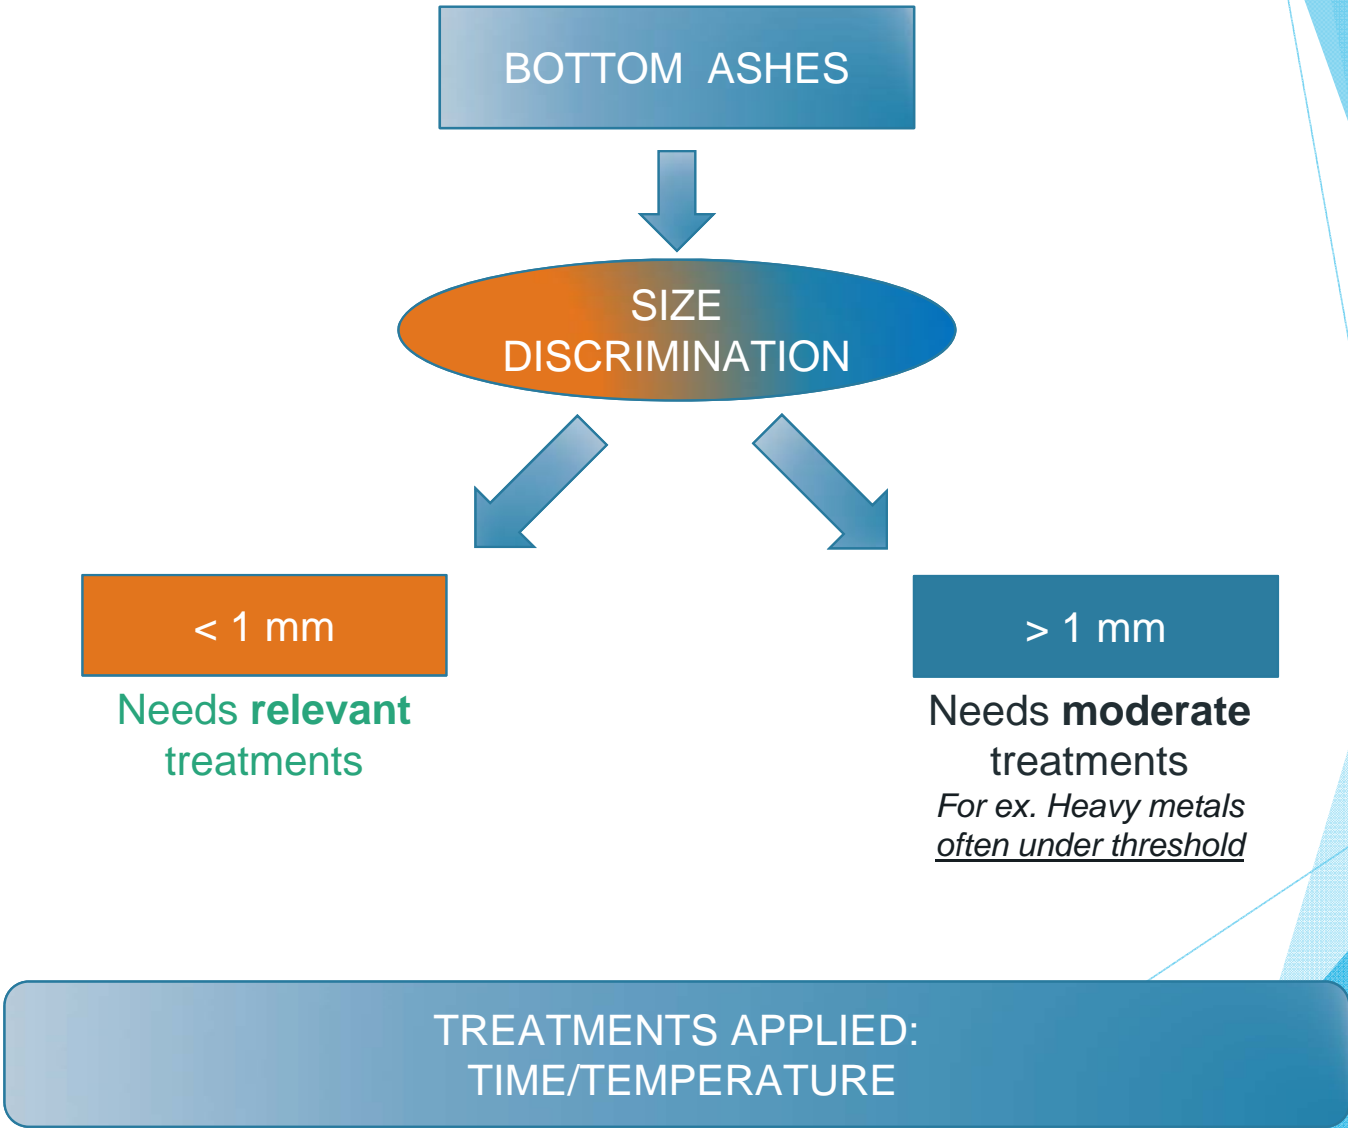 BOTTOM ASHES
SIZE
DISCRIMINATION
< 1 mm
Needs relevant
treatments
> 1 mm
Needs moderate
treatments
For ex. Heavy metals
often under threshold
TREATMENTS APPLIED:
TIME/TEMPERATURE